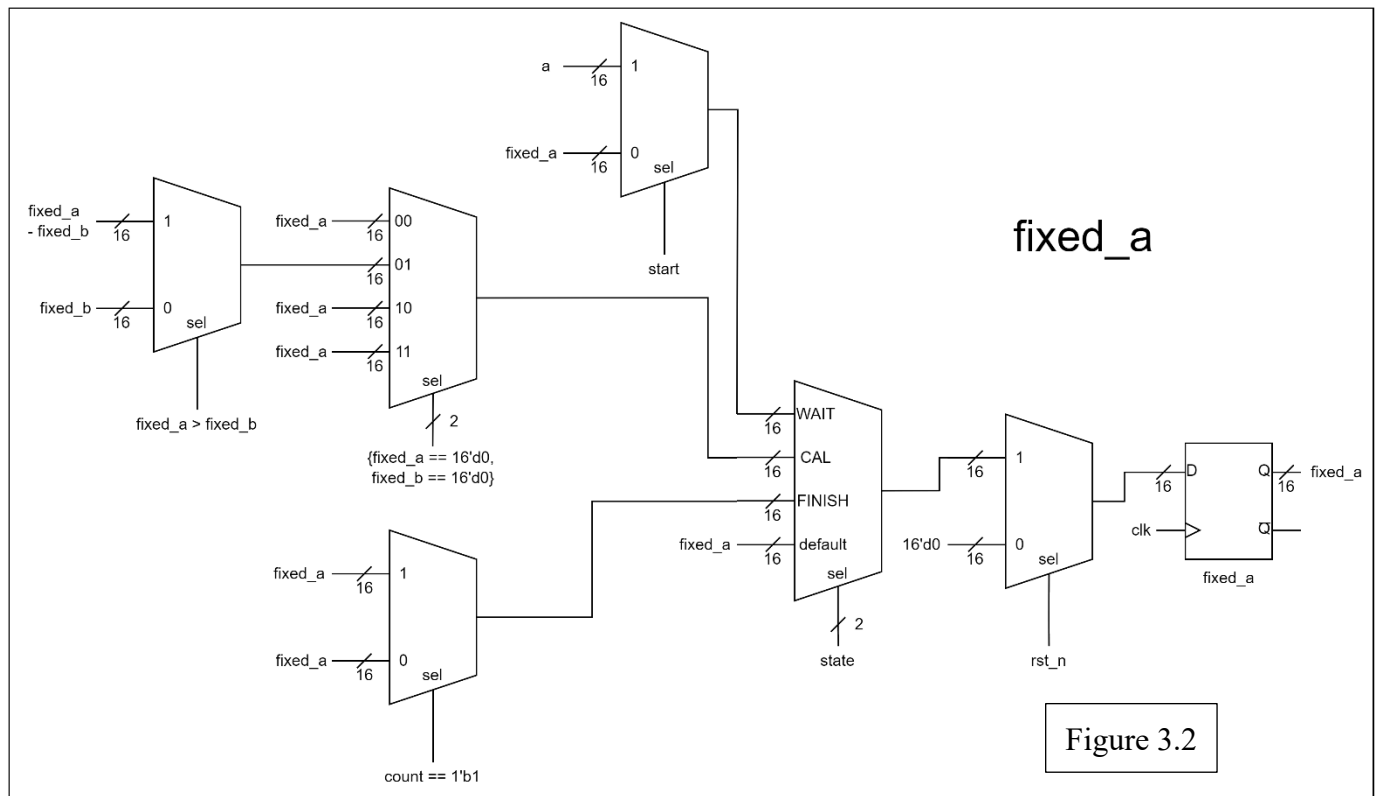 a
16
1
fixed_a
16
0
sel
start
fixed_a
fixed_a
- fixed_b
16
1
fixed_b
16
0
sel
fixed_a > fixed_b
fixed_a
16
00
16
01
fixed_a
16
10
fixed_a
16
11
sel
2
{fixed_a == 16'd0,
fixed_b == 16'd0}
fixed_a
16
1
fixed_a
16
0
sel
count == 1'b1
16
WAIT
16
CAL
16
FINISH
fixed_a
16
default
sel
2
state
16
1
16'd0
16
0
sel
rst_n
16
D
Q
16
fixed_a
clk
Q
fixed_a
Figure 3.2